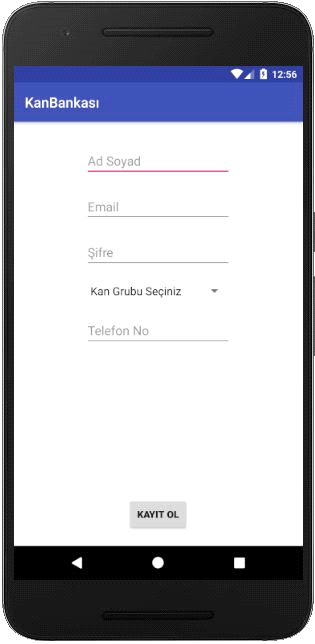 12:56
KanBankası
Ad Soyad
Email
Şifre
Kan Grubu Seçiniz
Telefon No
KAYIT OL